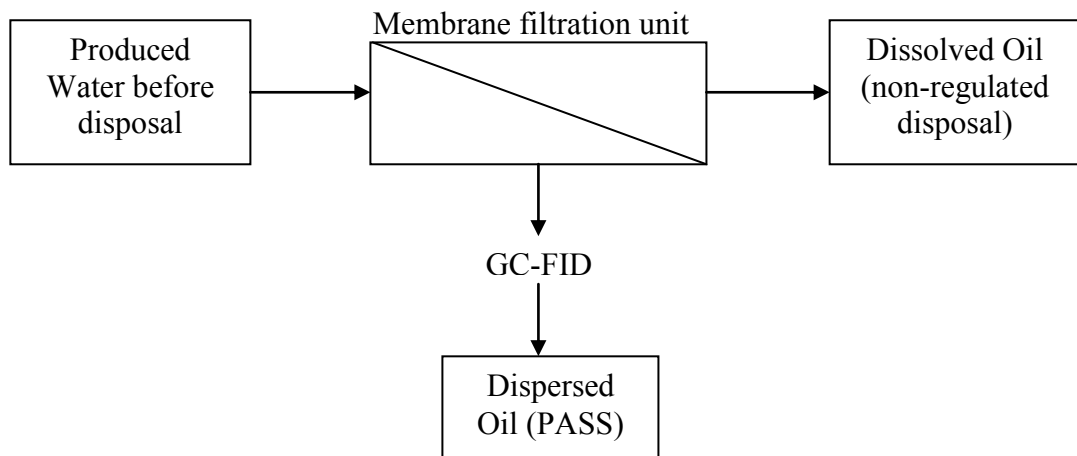 Membrane filtration unit
Produced
Water before
disposal
Dissolved Oil
(non-regulated
disposal)
GC-FID
Dispersed
Oil (PASS)